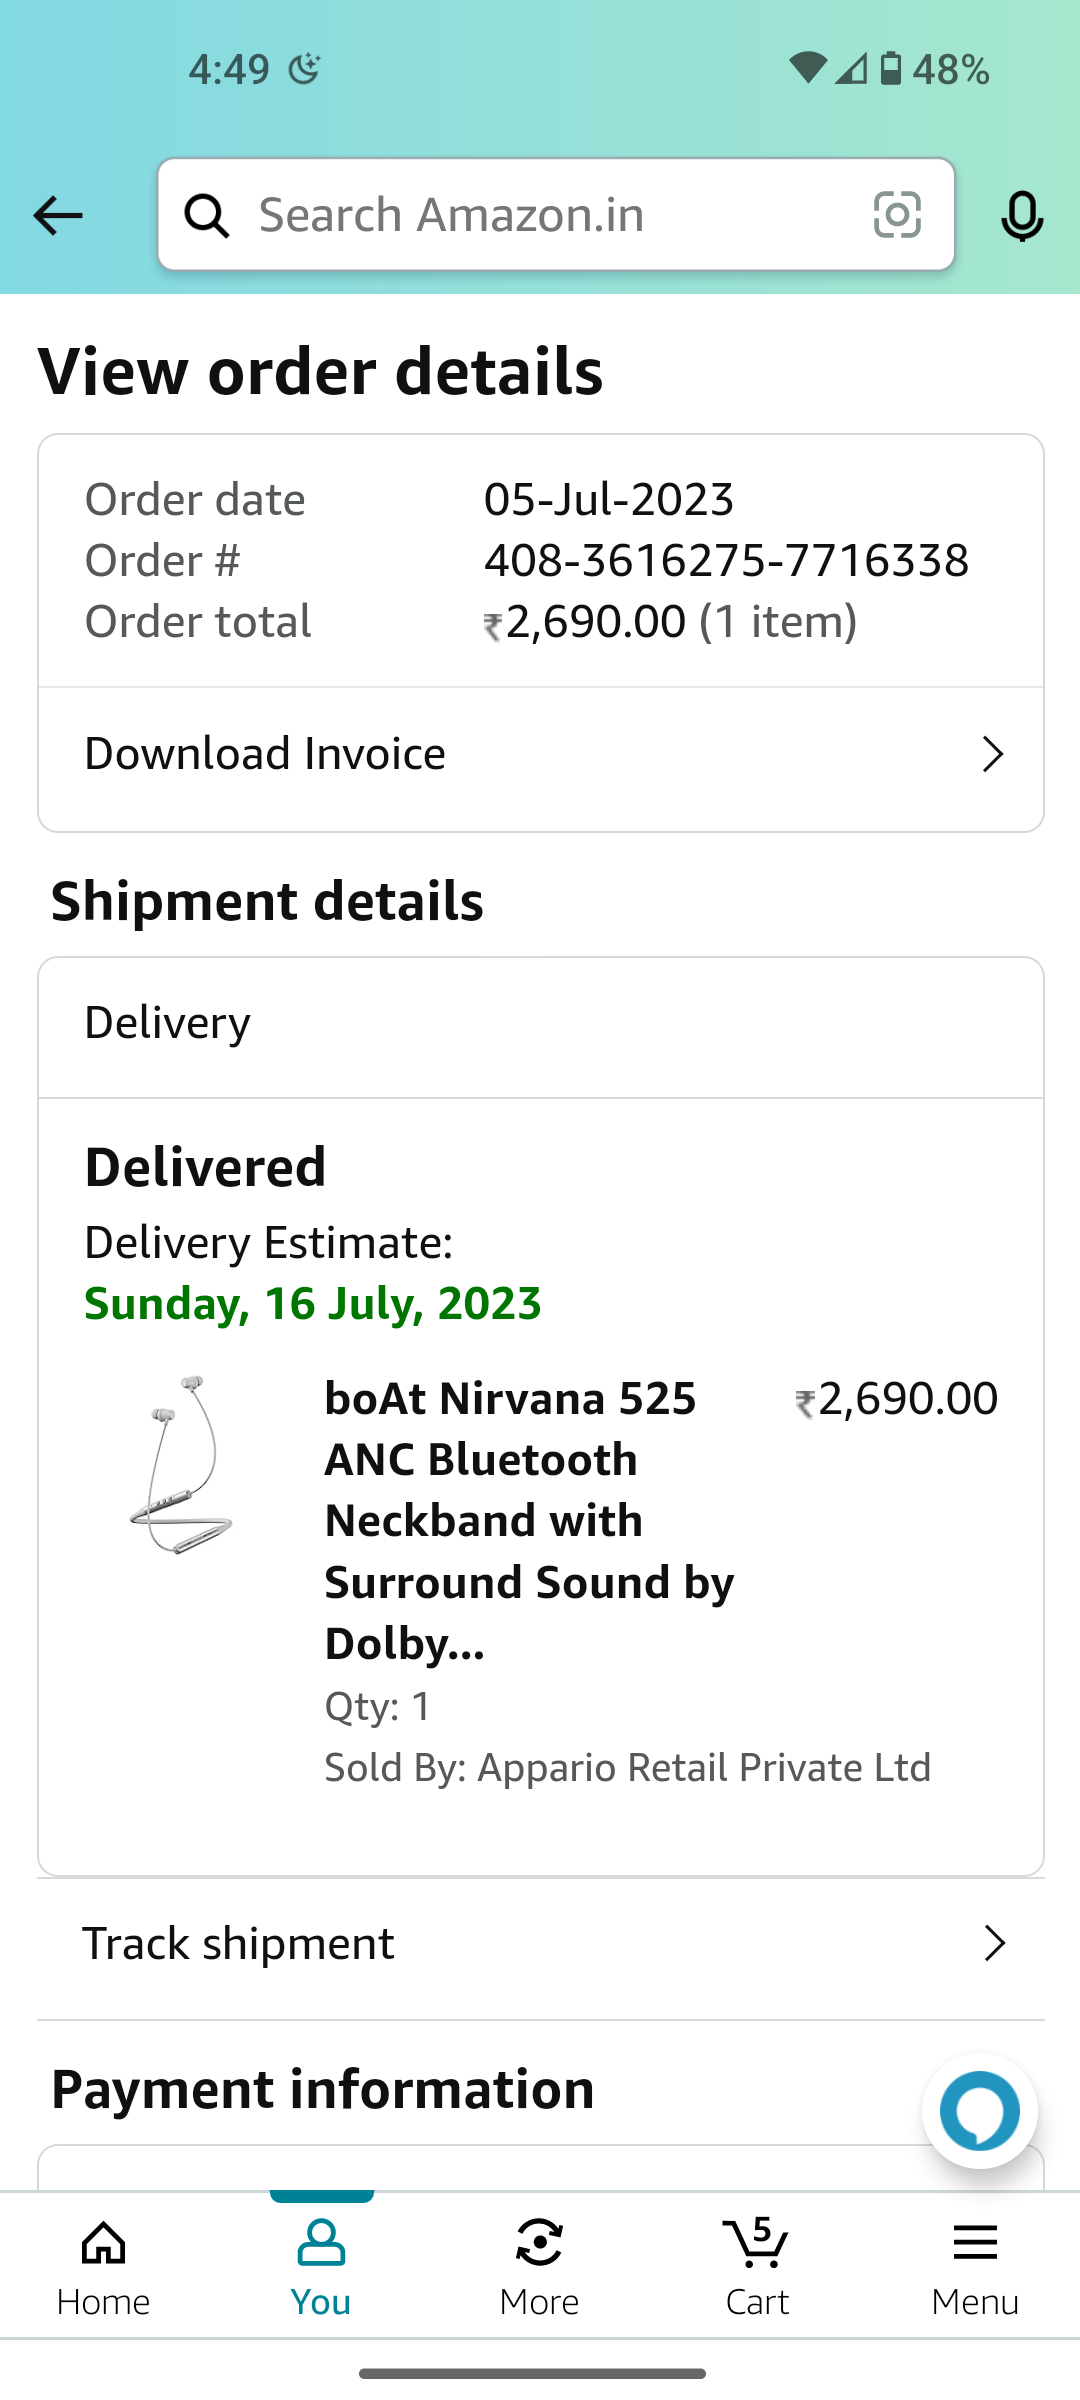 4:49 48%
Search Amazon.in
View order details
Order date 05-Jul-2023
Order # 408-3616275-7716338
Order total ₹2,690.00 (1 item)
Download Invoice
Shipment details
Delivery
Delivered
Delivery Estimate:
Sunday, 16 July, 2023
boAt Nirvana 525 ₹2,690.00
ANC Bluetooth
Neckband with
Surround Sound by
Dolby...
Qty: 1
Sold By: Appario Retail Private Ltd
Track shipment
Payment information
5
Home You More Cart Menu